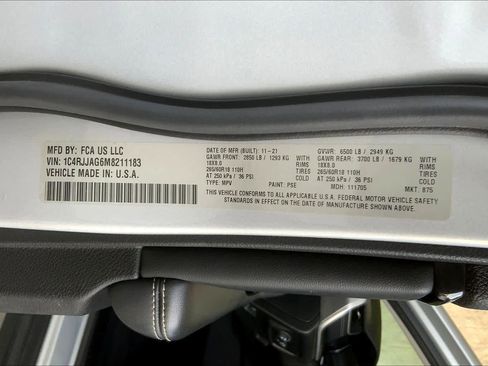 MFD BY: FCA US LLC
VIN: 1C4RJJAG6M8211183
VEHICLE MADE IN: U.S.A.
DATE OF MFR (BUILT): 11-21 GVWR: 6500 LB / 2949 KG
GAWR FRONT: 2850 LB / 1293 KG RIMS GAWR REAR: 3700 LB / 1679 KG RIMS
18X8.0 18X8.0
265/60R18 110H TIRES 265/60R18 110H TIRES
AT 250 kPa / 36 PSI COLD AT 250 kPa / 36 PSI COLD
TYPE: MPV PAINT: PSE MDH: 111705 MKT: 875
THIS VEHICLE CONFORMS TO ALL APPLICABLE U.S.A. FEDERAL MOTOR VEHICLE SAFETY
STANDARDS IN EFFECT ON THE DATE OF MANUFACTURE SHOWN ABOVE.